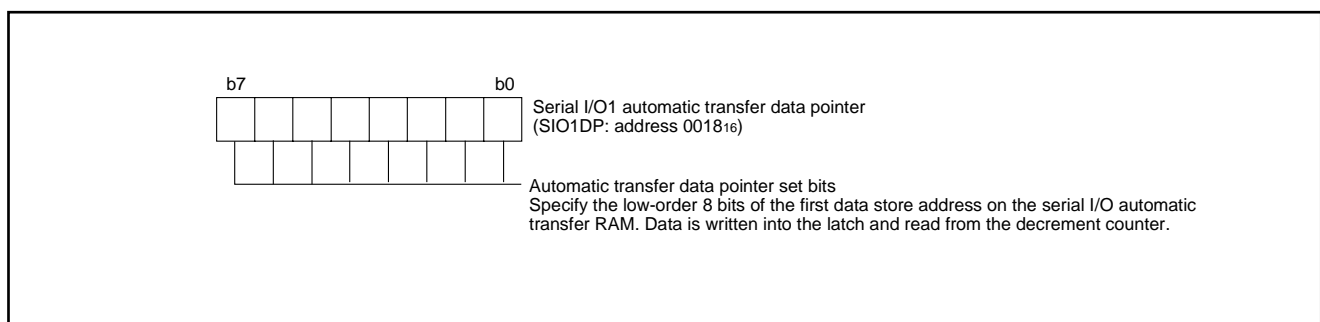 b7 b0
Serial I/O1 automatic transfer data pointer
(SIO1DP: address 0018₁₆)
Automatic transfer data pointer set bits
Specify the low-order 8 bits of the first data store address on the serial I/O automatic
transfer RAM. Data is written into the latch and read from the decrement counter.